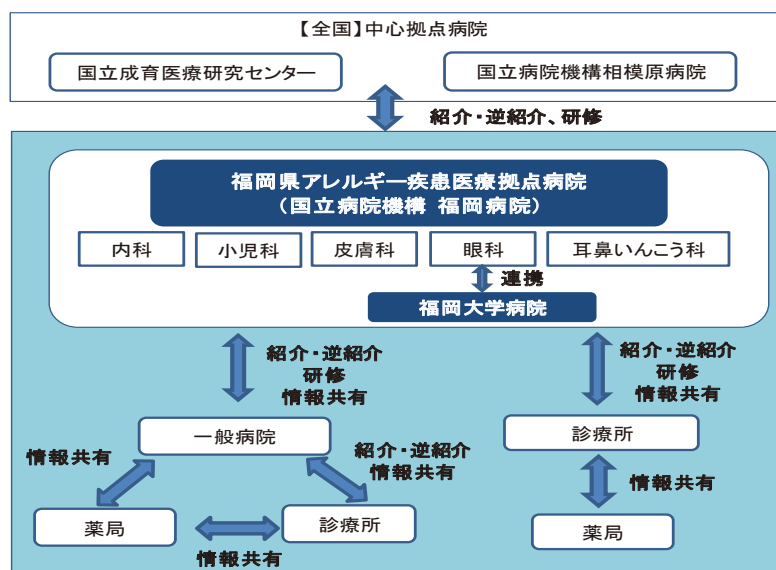 【全国】中心拠点病院
国立成育医療研究センター
国立病院機構相模原病院
紹介・逆紹介、研修
福岡県アレルギー疾患医療拠点病院
（国立病院機構 福岡病院）
内科
小児科
皮膚科
眼科
耳鼻いんこう科
連携
福岡大学病院
紹介・逆紹介
研修
情報共有
紹介・逆紹介
研修
情報共有
一般病院
診療所
情報共有
紹介・逆紹介
情報共有
情報共有
薬局
診療所
情報共有
薬局